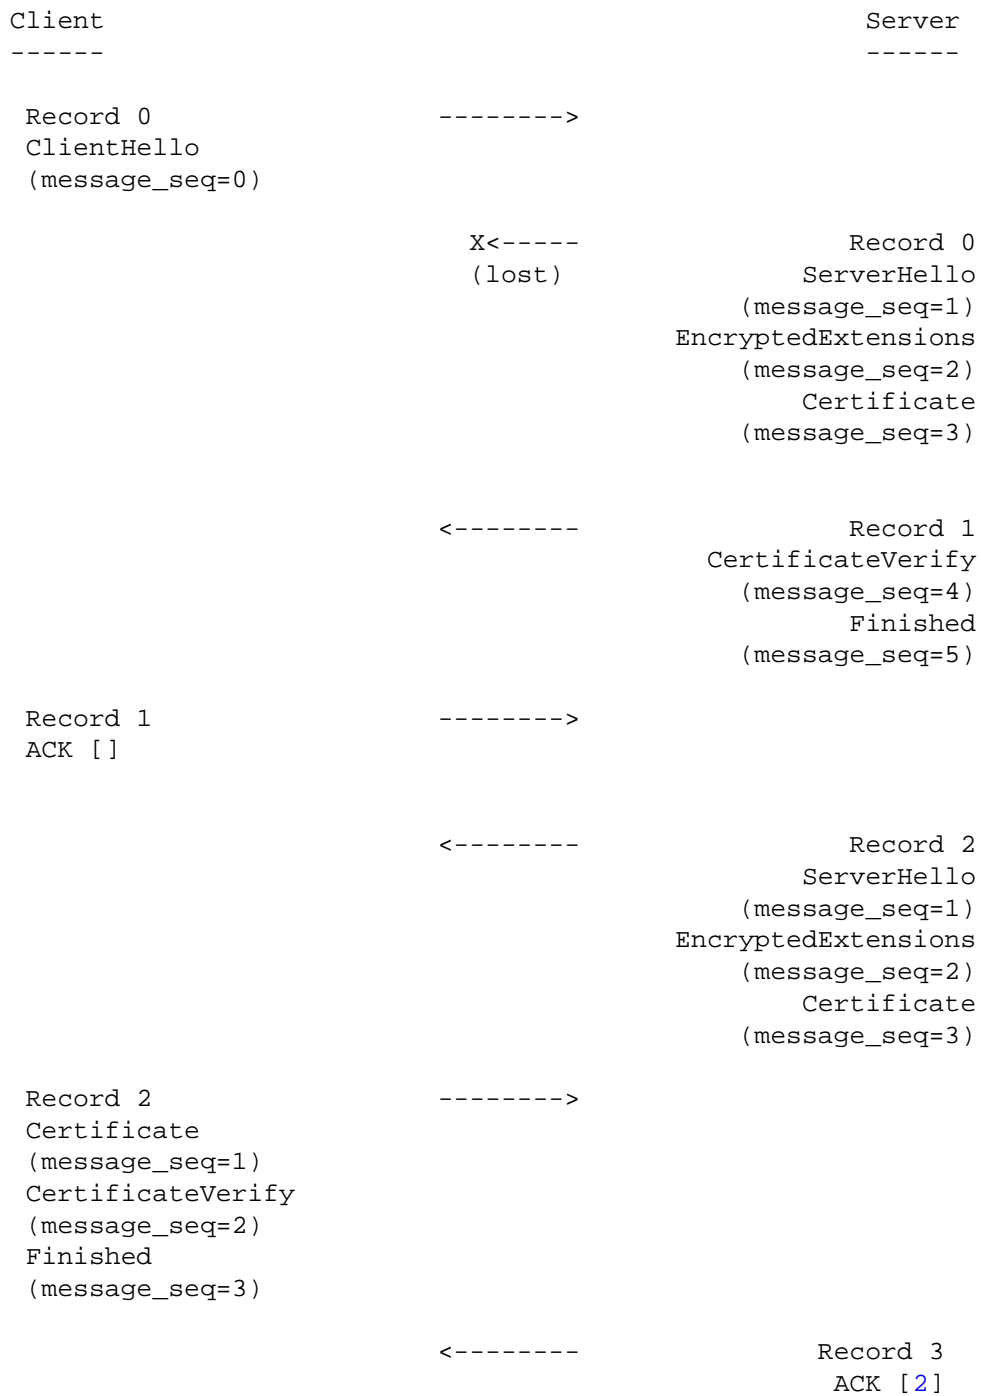 Client Server
------ ------
Record 0 -------->
ClientHello
(message_seq=0)
X<----- Record 0
(lost) ServerHello
(message_seq=1)
EncryptedExtensions
(message_seq=2)
Certificate
(message_seq=3)
<-------- Record 1
CertificateVerify
(message_seq=4)
Finished
(message_seq=5)
Record 1 -------->
ACK []
<-------- Record 2
ServerHello
(message_seq=1)
EncryptedExtensions
(message_seq=2)
Certificate
(message_seq=3)
Record 2 -------->
Certificate
(message_seq=1)
CertificateVerify
(message_seq=2)
Finished
(message_seq=3)
<-------- Record 3
ACK [2]